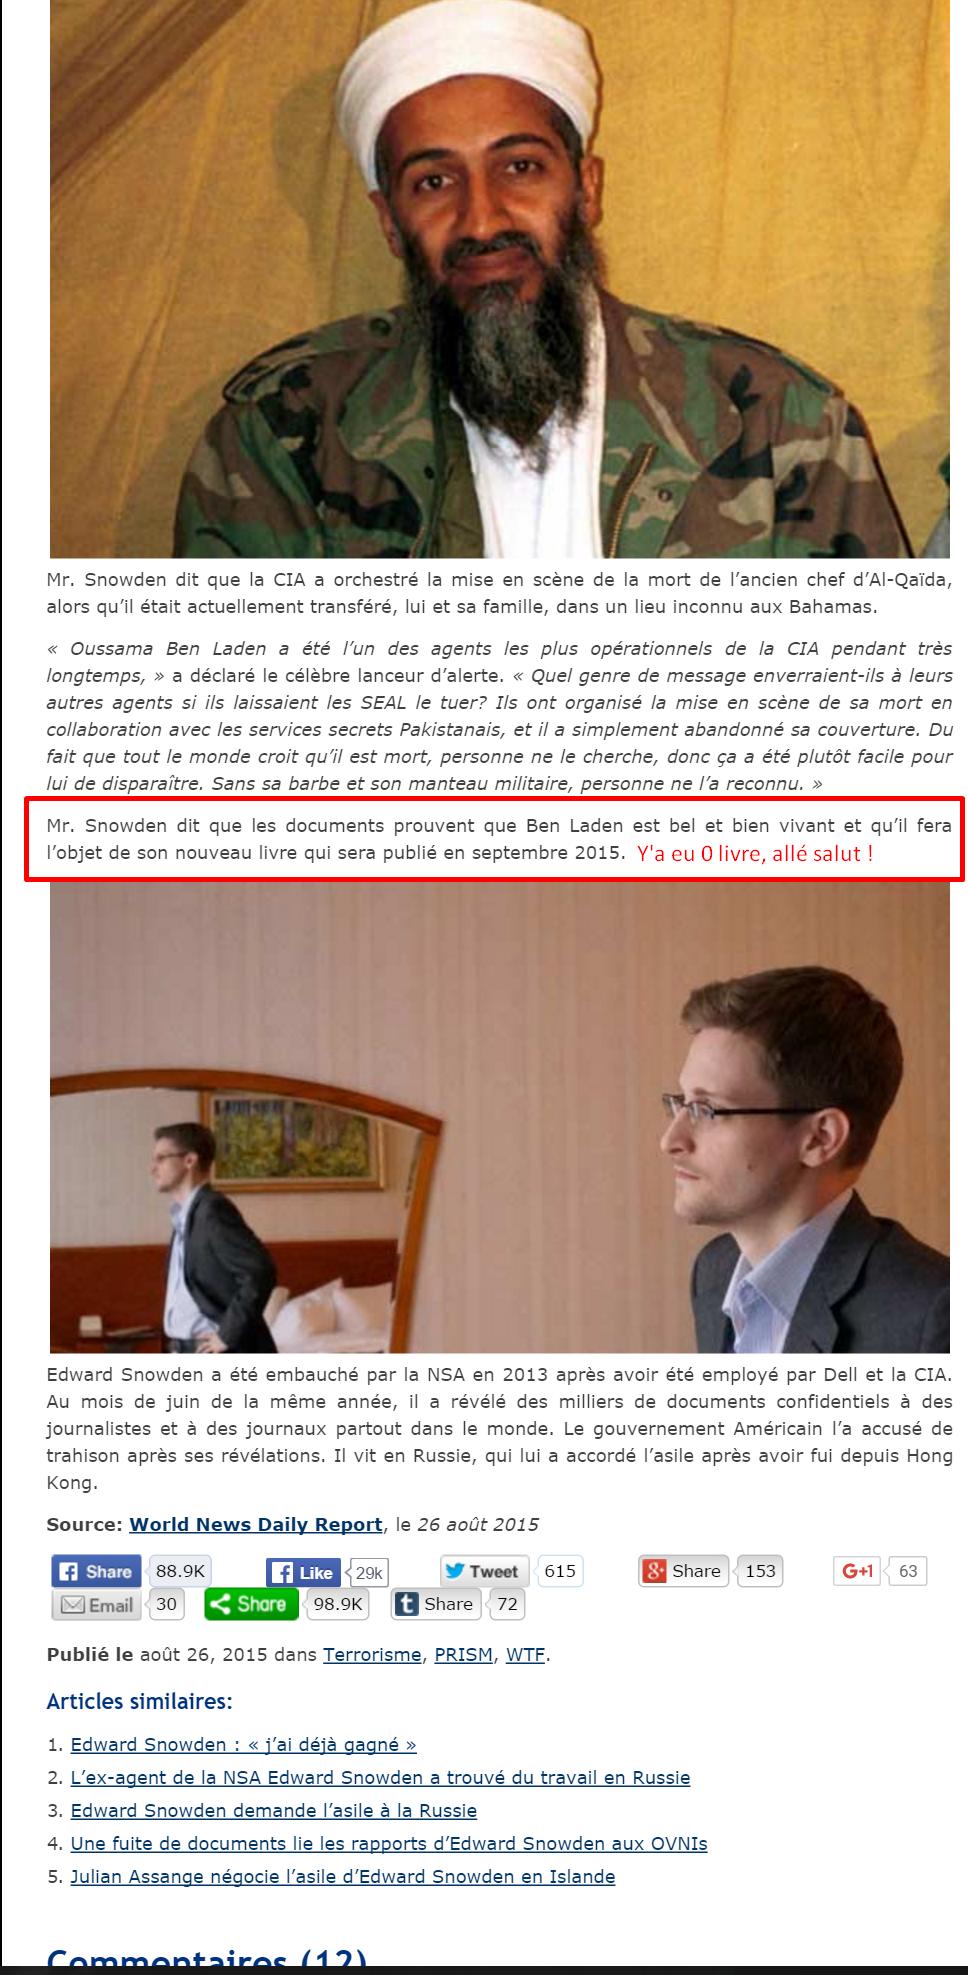 Mr. Snowden dit que la CIA a orchestré la mise en scène de la mort de l’ancien chef d’Al-Qaïda,
alors qu’il était actuellement transféré, lui et sa famille, dans un lieu inconnu aux Bahamas.
« Oussama Ben Laden a été l’un des agents les plus opérationnels de la CIA pendant très
longtemps, » a déclaré le célèbre lanceur d’alerte. « Quel genre de message enverraient-ils à leurs
autres agents si ils laissaient les SEAL le tuer? Ils ont organisé la mise en scène de sa mort en
collaboration avec les services secrets Pakistanais, et il a simplement abandonné sa couverture. Du
fait que tout le monde croit qu’il est mort, personne ne le cherche, donc ça a été plutôt facile pour
lui de disparaître. Sans sa barbe et son manteau militaire, personne ne l’a reconnu. »
Mr. Snowden dit que les documents prouvent que Ben Laden est bel et bien vivant et qu’il fera
l’objet de son nouveau livre qui sera publié en septembre 2015. Y'a eu 0 livre, allé salut !
Edward Snowden a été embauché par la NSA en 2013 après avoir été employé par Dell et la CIA.
Au mois de juin de la même année, il a révélé des milliers de documents confidentiels à des
journalistes et à des journaux partout dans le monde. Le gouvernement Américain l’a accusé de
trahison après ses révélations. Il vit en Russie, qui lui a accordé l’asile après avoir fui depuis Hong
Kong.
Source: World News Daily Report, le 26 août 2015
Share 88.9K Like 29k Tweet 615 Share 153 G+1 63
Email 30 Share 98.9K Share 72
Publié le août 26, 2015 dans Terrorisme, PRISM, WTF.
Articles similaires:
1. Edward Snowden : « j’ai déjà gagné »
2. L’ex-agent de la NSA Edward Snowden a trouvé du travail en Russie
3. Edward Snowden demande l’asile à la Russie
4. Une fuite de documents lie les rapports d’Edward Snowden aux OVNIs
5. Julian Assange négocie l’asile d’Edward Snowden en Islande
Commentaires (12)